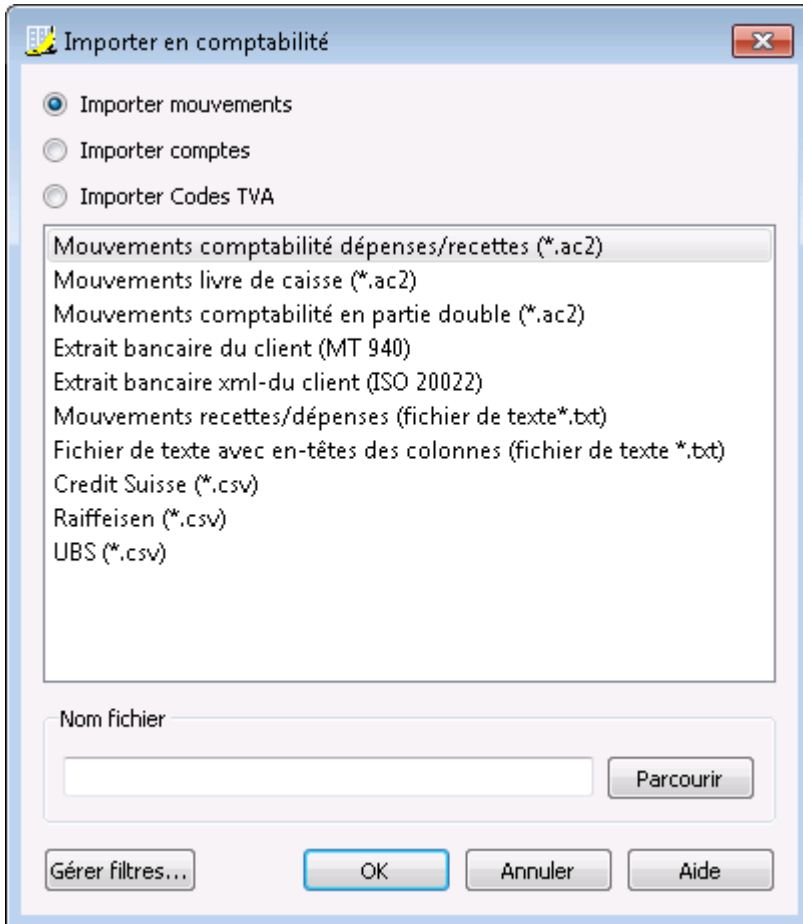 Importer en comptabilité
Importer mouvements
Importer comptes
Importer Codes TVA
Mouvements comptabilité dépenses/recettes (*.ac2)
Mouvements livre de caisse (*.ac2)
Mouvements comptabilité en partie double (*.ac2)
Extrait bancaire du client (MT 940)
Extrait bancaire xml-du client (ISO 20022)
Mouvements recettes/dépenses (fichier de texte*.txt)
Fichier de texte avec en-têtes des colonnes (fichier de texte *.txt)
Credit Suisse (*.csv)
Raiffeisen (*.csv)
UBS (*.csv)
Nom fichier
Parcourir
Gérer filtres... OK Annuler Aide